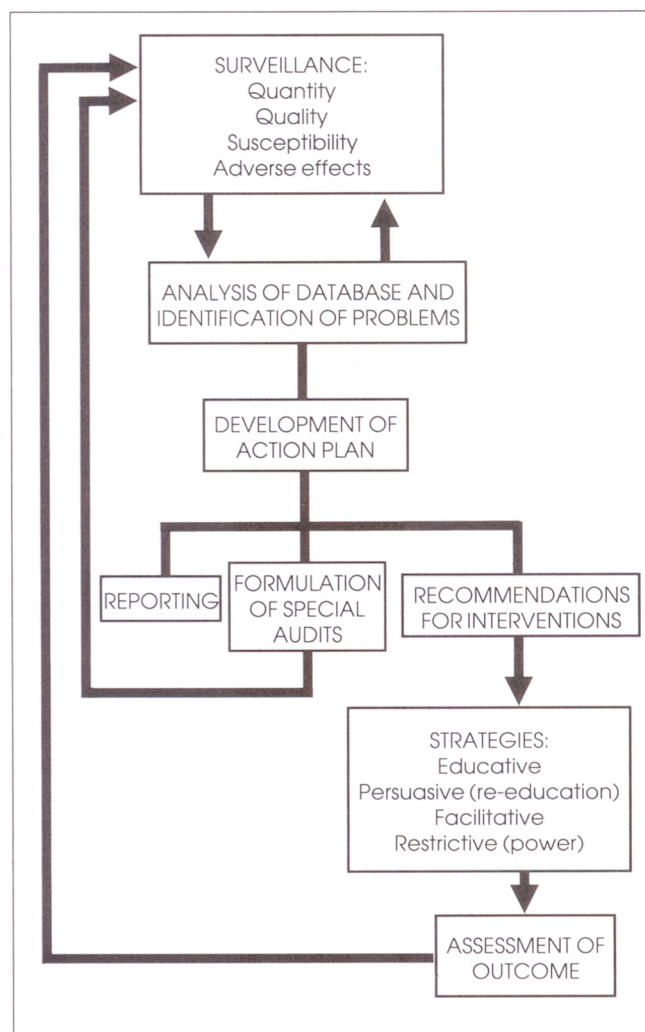 SURVEILLANCE:
Quantity
Quality
Susceptibility
Adverse effects
ANALYSIS OF DATABASE AND
IDENTIFICATION OF PROBLEMS
DEVELOPMENT OF
ACTION PLAN
REPORTING
FORMULATION
OF SPECIAL
AUDITS
RECOMMENDATIONS
FOR INTERVENTIONS
STRATEGIES:
Educative
Persuasive (re-education)
Facilitative
Restrictive (power)
ASSESSMENT OF
OUTCOME